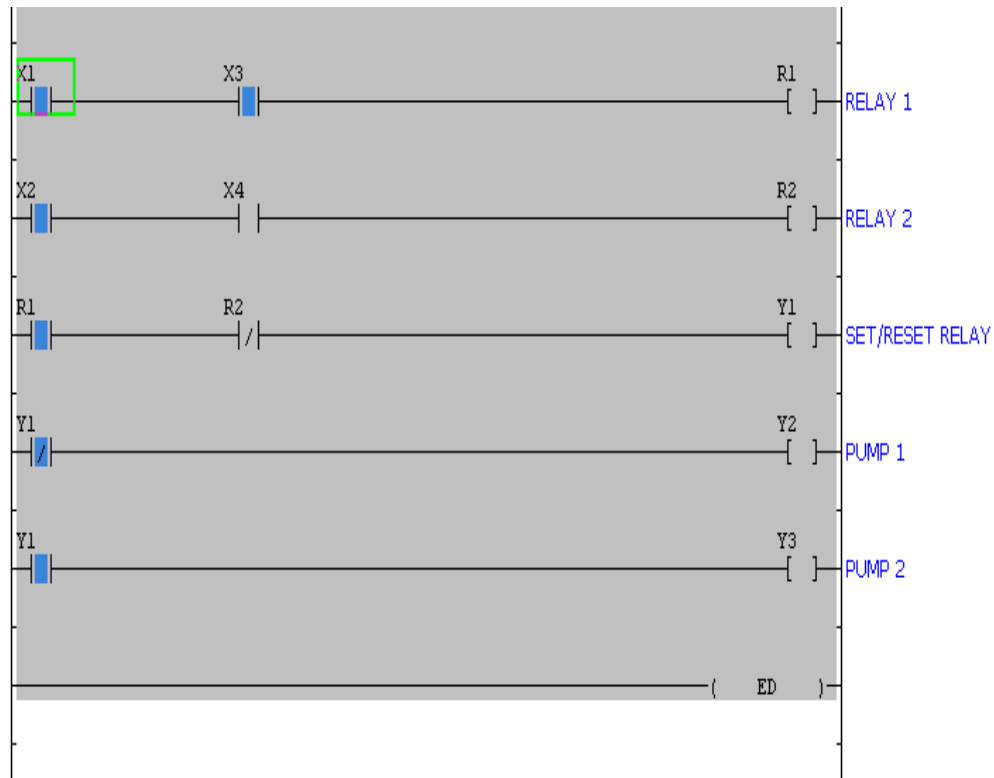 X1 X3 R1
RELAY 1
X2 X4 R2
RELAY 2
R1 R2 Y1
SET/RESET RELAY
Y1 Y2
PUMP 1
Y1 Y3
PUMP 2
ED